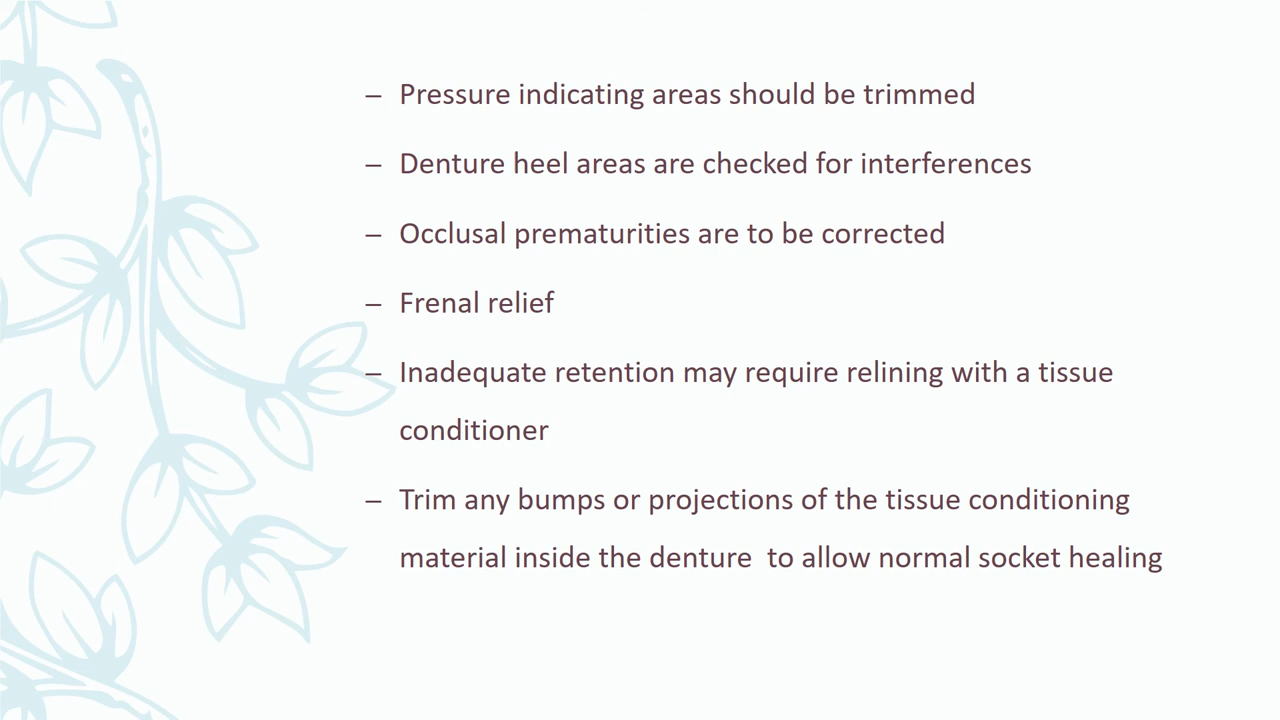 – Pressure indicating areas should be trimmed
– Denture heel areas are checked for interferences
– Occlusal prematurities are to be corrected
– Frenal relief
– Inadequate retention may require relining with a tissue
conditioner
– Trim any bumps or projections of the tissue conditioning
material inside the denture  to allow normal socket healing